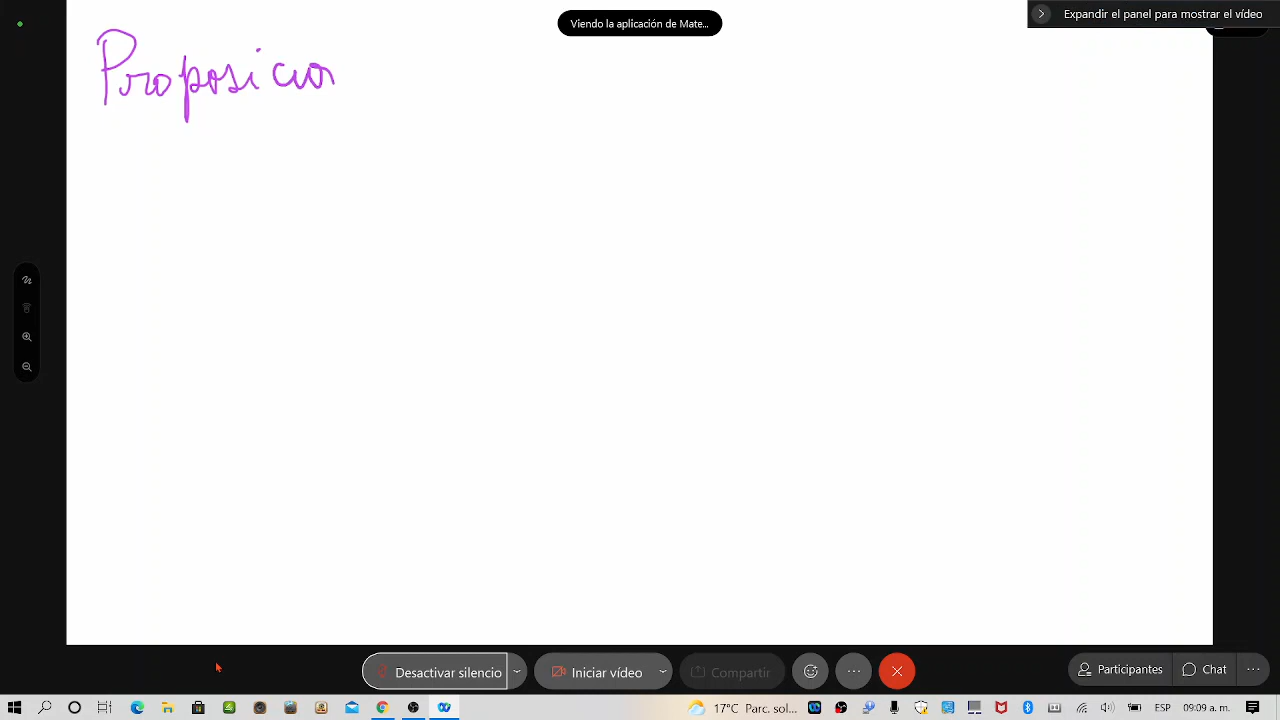 Viendo la aplicación de Mate...
Expandir el panel para mostrar el vídeo
Proposicion
Desactivar silencio
Iniciar vídeo
Compartir
Participantes
Chat
17°C Parc. sol...
ESP
09:09 a. m.